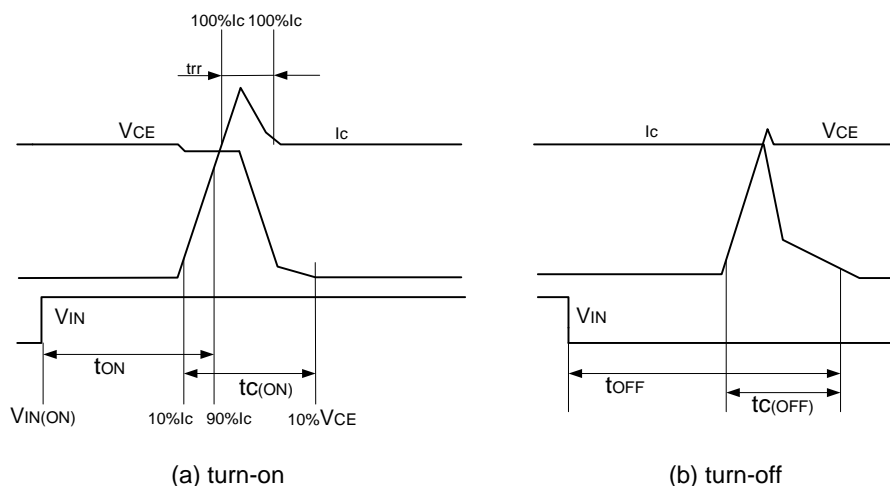 100%Ic 100%Ic
trr
VCE Ic
VIN
tON
tC(ON)
VIN(ON) 10%Ic 90%Ic 10%VCE
(a) turn-on
Ic VCE
VIN
tOFF
tC(OFF)
(b) turn-off